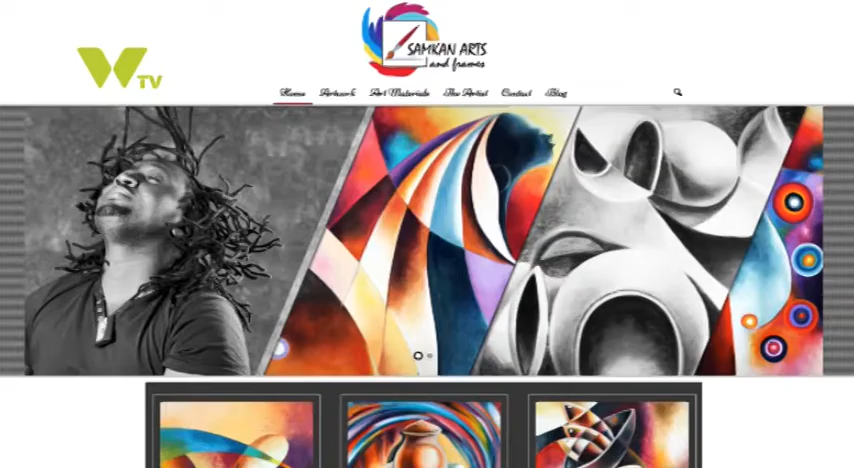 SAMKAN ARTS
and frames
W TV
Home Artwork Art Materials The Artist Contact Blog